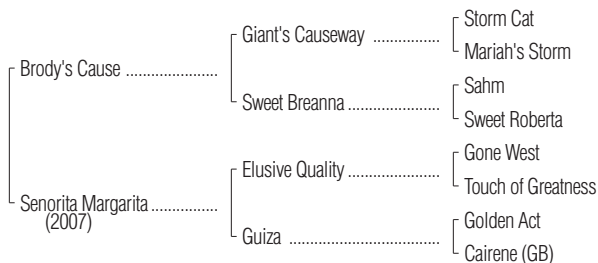 Storm Cat
Giant's Causeway ................
Mariah's Storm
Brody's Cause ......................
Sahm
Sweet Breanna ...................
Sweet Roberta
Gone West
Elusive Quality ......................
Touch of Greatness
Senorita Margarita ................
(2007)
Golden Act
Guiza ....................................
Cairene (GB)